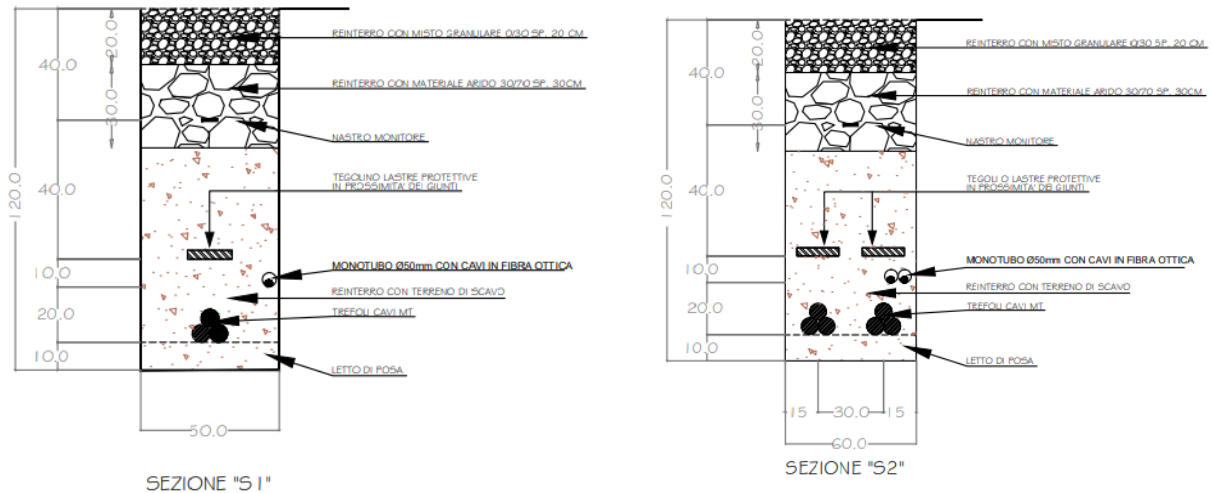 20.0
40.0
30.0
40.0
120.0
10.0
20.0
10.0
50.0
REINTERRO CON MISTO GRANULARE 0/30 SP. 20 CM
REINTERRO CON MATERIALE ARIDO 30/70 SP. 30CM
NASTRO MONITORE
TEGOLINO LASTRE PROTETTIVE
IN PROSSIMITA' DEI GIUNTI
MONOTUBO Ø50mm CON CAVI IN FIBRA OTTICA
REINTERRO CON TERRENO DI SCAVO
TREFOLI CAVI MT
LETTO DI POSA
SEZIONE "S1"
20.0
40.0
30.0
40.0
120.0
10.0
20.0
10.0
15
30.0
15
60.0
REINTERRO CON MISTO GRANULARE 0/30 SP. 20 CM
REINTERRO CON MATERIALE ARIDO 30/70 SP. 30CM
NASTRO MONITORE
TEGOLI O LASTRE PROTETTIVE
IN PROSSIMITA' DEI GIUNTI
MONOTUBO Ø50mm CON CAVI IN FIBRA OTTICA
REINTERRO CON TERRENO DI SCAVO
TREFOLI CAVI MT
LETTO DI POSA
SEZIONE "S2"